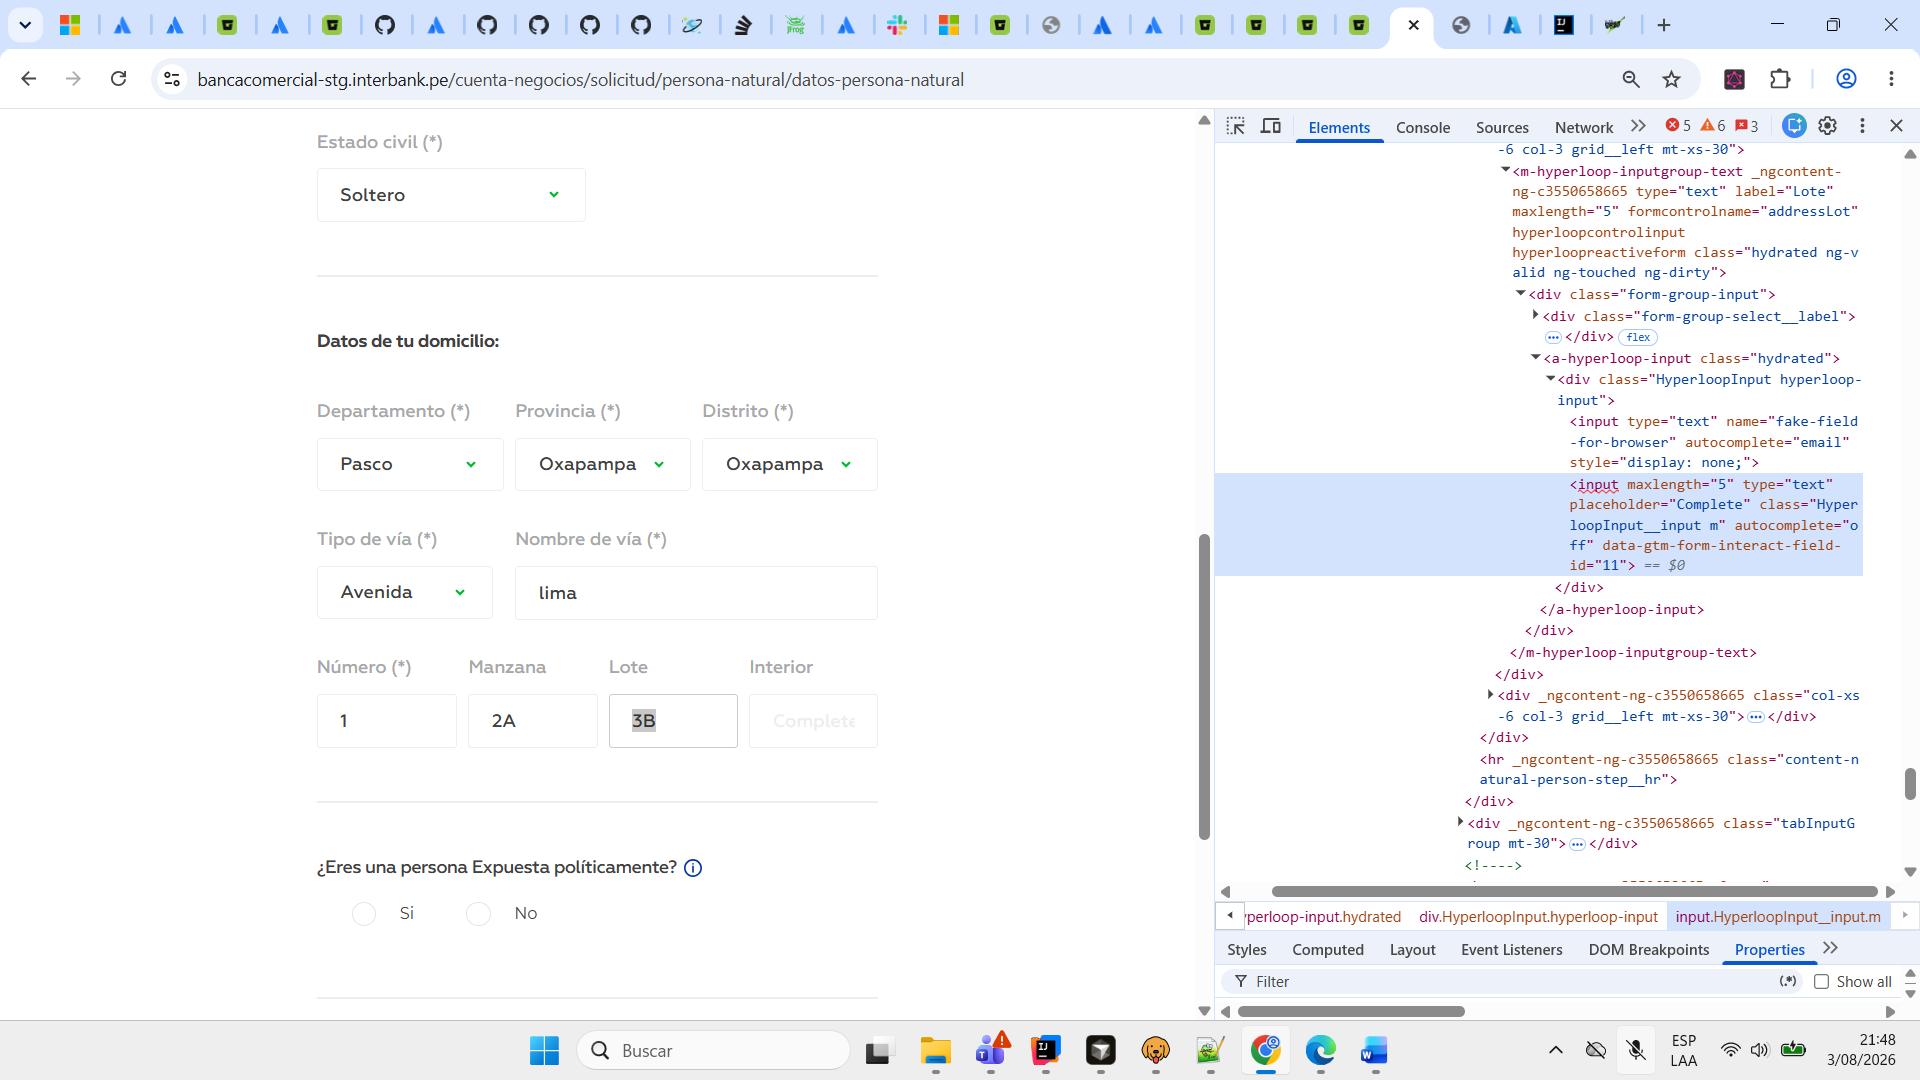 bancacomercial-stg.interbank.pe/cuenta-negocios/solicitud/persona-natural/datos-persona-natural
Estado civil (*)
Soltero
Datos de tu domicilio:
Departamento (*) Provincia (*) Distrito (*)
Pasco Oxapampa Oxapampa
Tipo de vía (*) Nombre de vía (*)
Avenida lima
Número (*) Manzana Lote Interior
1 2A 3B Complete
¿Eres una persona Expuesta políticamente?
Si No
Elements Console Sources Network 5 6 3
-6 col-3 grid__left mt-xs-30">
<m-hyperloop-inputgroup-text _ngcontent-
ng-c3550658665 type="text" label="Lote"
maxlength="5" formcontrolname="addressLot"
hyperloopcontrolinput
hyperloopreactiveform class="hydrated ng-v
alid ng-touched ng-dirty">
<div class="form-group-input">
<div class="form-group-select__label">
</div> flex
<a-hyperloop-input class="hydrated">
<div class="HyperloopInput hyperloop-
input">
<input type="text" name="fake-field
-for-browser" autocomplete="email"
style="display: none;">
<input maxlength="5" type="text"
placeholder="Complete" class="Hyper
loopInput__input m" autocomplete="o
ff" data-gtm-form-interact-field-
id="11"> == $0
</div>
</a-hyperloop-input>
</div>
</m-hyperloop-inputgroup-text>
</div>
<div _ngcontent-ng-c3550658665 class="col-xs
-6 col-3 grid__left mt-xs-30"> </div>
</div>
<hr _ngcontent-ng-c3550658665 class="content-n
atural-person-step__hr">
</div>
<div _ngcontent-ng-c3550658665 class="tabInputG
roup mt-30"> </div>
<!---->
yperloop-input.hydrated div.HyperloopInput.hyperloop-input input.HyperloopInput__input.m
Styles Computed Layout Event Listeners DOM Breakpoints Properties
Filter (.*) Show all
Buscar
ESP
LAA
21:48
3/08/2026